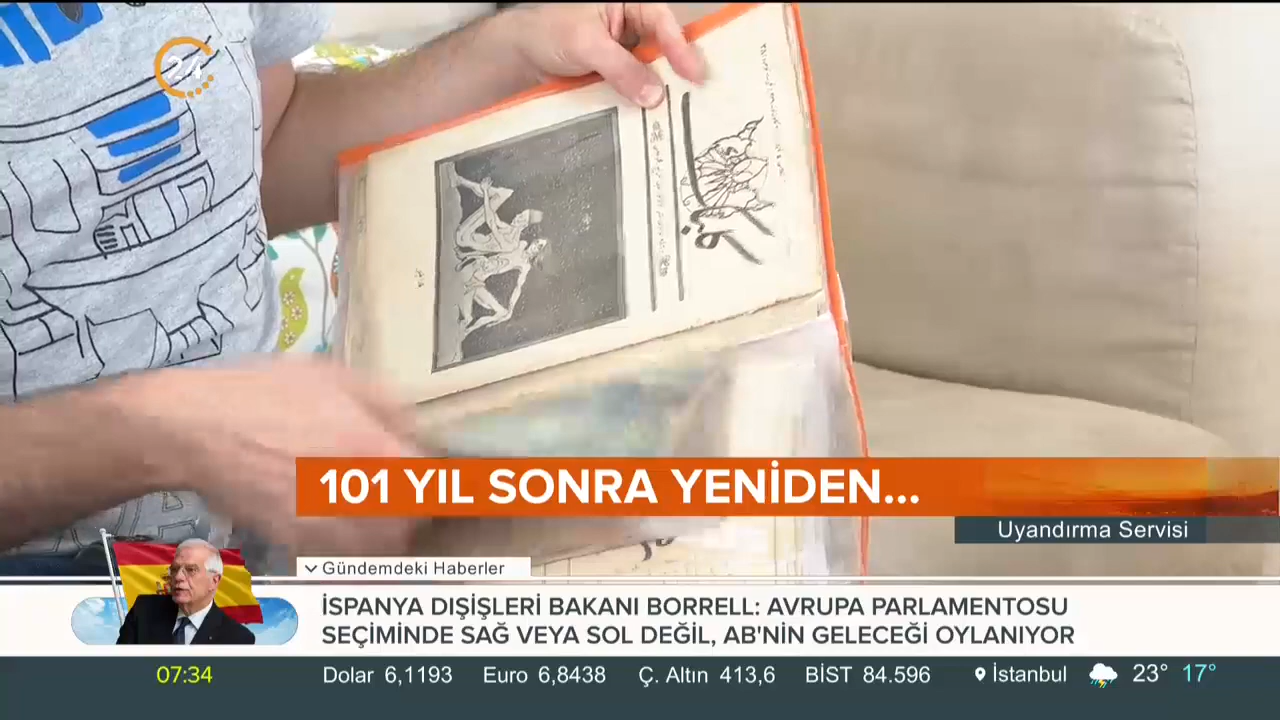 24
101 YIL SONRA YENİDEN...
Uyandırma Servisi
Gündemdeki Haberler
İSPANYA DIŞİŞLERİ BAKANI BORRELL: AVRUPA PARLAMENTOSU
SEÇİMİNDE SAĞ VEYA SOL DEĞİL, AB'NİN GELECEĞİ OYLANIYOR
07:34 Dolar 6,1193 Euro 6,8438 Ç. Altın 413,6 BİST 84.596 İstanbul 23° 17°